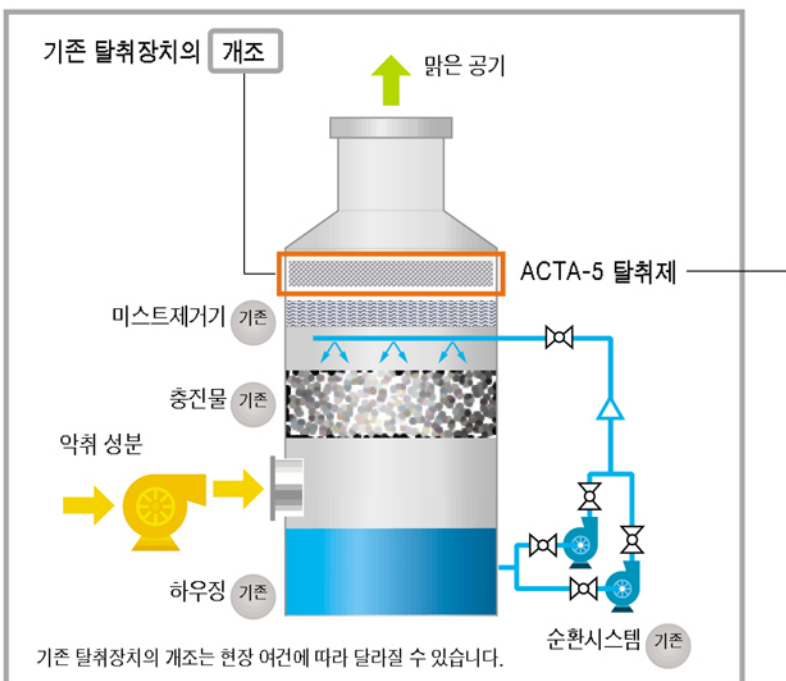 기존 탈취장치의 개조
맑은 공기
ACTA-5 탈취제
미스트제거기 기존
충진물 기존
악취 성분
하우징 기존
순환시스템 기존
기존 탈취장치의 개조는 현장 여건에 따라 달라질 수 있습니다.